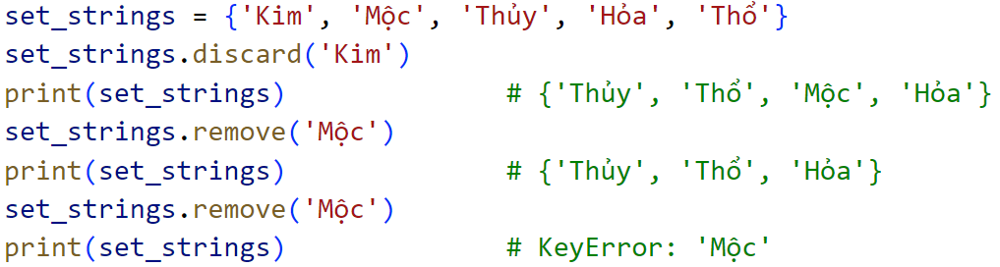 set_strings = {'Kim', 'Mộc', 'Thủy', 'Hỏa', 'Thổ'}
set_strings.discard('Kim')
print(set_strings) # {'Thủy', 'Thổ', 'Mộc', 'Hỏa'}
set_strings.remove('Mộc')
print(set_strings) # {'Thủy', 'Thổ', 'Hỏa'}
set_strings.remove('Mộc')
print(set_strings) # KeyError: 'Mộc'